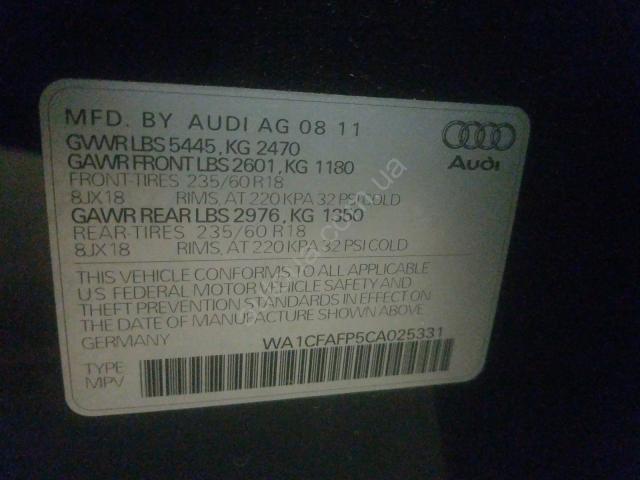 MFD. BY AUDI AG 08 11
GVWR LBS 5445, KG 2470
GAWR FRONT LBS 2601, KG 1180
FRONT-TIRES 235/60 R18
8JX18 RIMS, AT 220 KPA 32 PSI COLD
GAWR REAR LBS 2976, KG 1350
REAR-TIRES 235/60 R18
8JX18 RIMS, AT 220 KPA 32 PSI COLD
Audi
THIS VEHICLE CONFORMS TO ALL APPLICABLE
U.S FEDERAL MOTOR VEHICLE SAFETY AND
THEFT PREVENTION STANDARDS IN EFFECT ON
THE DATE OF MANUFACTURE SHOWN ABOVE.
GERMANY WA1CFAFP5CA025331
TYPE
MPV